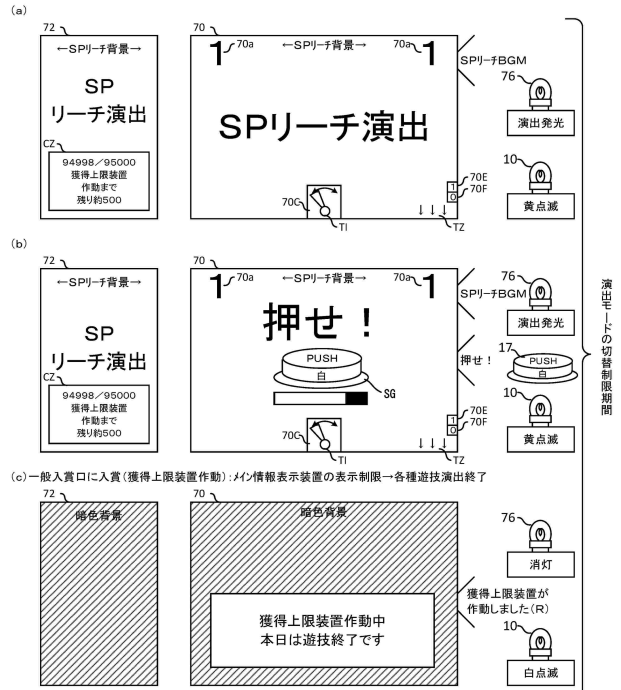 (a)
72
70
←SPリーチ背景→
1
70a
←SPリーチ背景→
70a
1
SPリーチBGM
76
SP
リーチ演出
SPリーチ演出
演出発光
CZ
94998/95000
獲得上限装置
作動まで
残り約500
10
70E
1
70F
0
70C
TI
↓↓↓
TZ
黄点滅
(b)
72
70
←SPリーチ背景→
1
70a
←SPリーチ背景→
70a
1
SPリーチBGM
76
押せ!
演出発光
SP
リーチ演出
PUSH
白
SG
押せ!
17
PUSH
白
CZ
94998/95000
獲得上限装置
作動まで
残り約500
10
70E
1
70F
0
70C
TI
↓↓↓
TZ
黄点滅
演出モードの切替制限期間
(c)一般入賞口に入賞(獲得上限装置作動):メイン情報表示装置の表示制限→各種遊技演出終了
72
70
暗色背景
暗色背景
76
消灯
獲得上限装置作動中
本日は遊技終了です
獲得上限装置が
作動しました(R)
10
白点滅